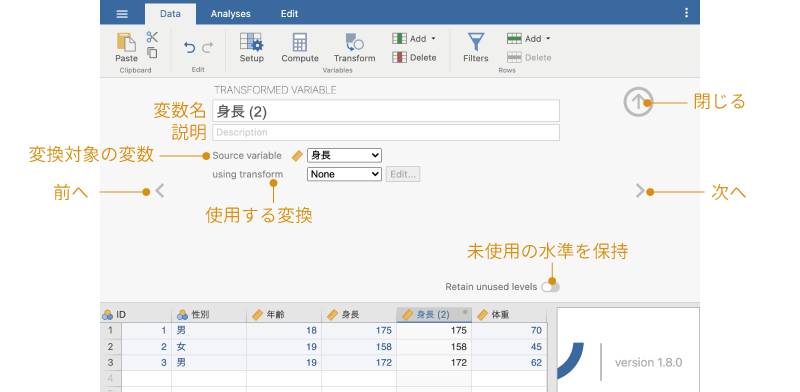 Data Analyses Edit
Paste Setup Compute Transform Add Delete Filters Add Delete
Clipboard Edit Variables Rows
TRANSFORMED VARIABLE
変数名 身長 (2) 閉じる
説明 Description
変換対象の変数 Source variable 身長
using transform None Edit...
前へ 次へ
使用する変換
未使用の水準を保持
Retain unused levels
ID 性別 年齢 身長 身長 (2) 体重
1 1 男 18 175 175 70
2 2 女 19 158 158 45
3 3 男 19 172 172 62
4
version 1.8.0